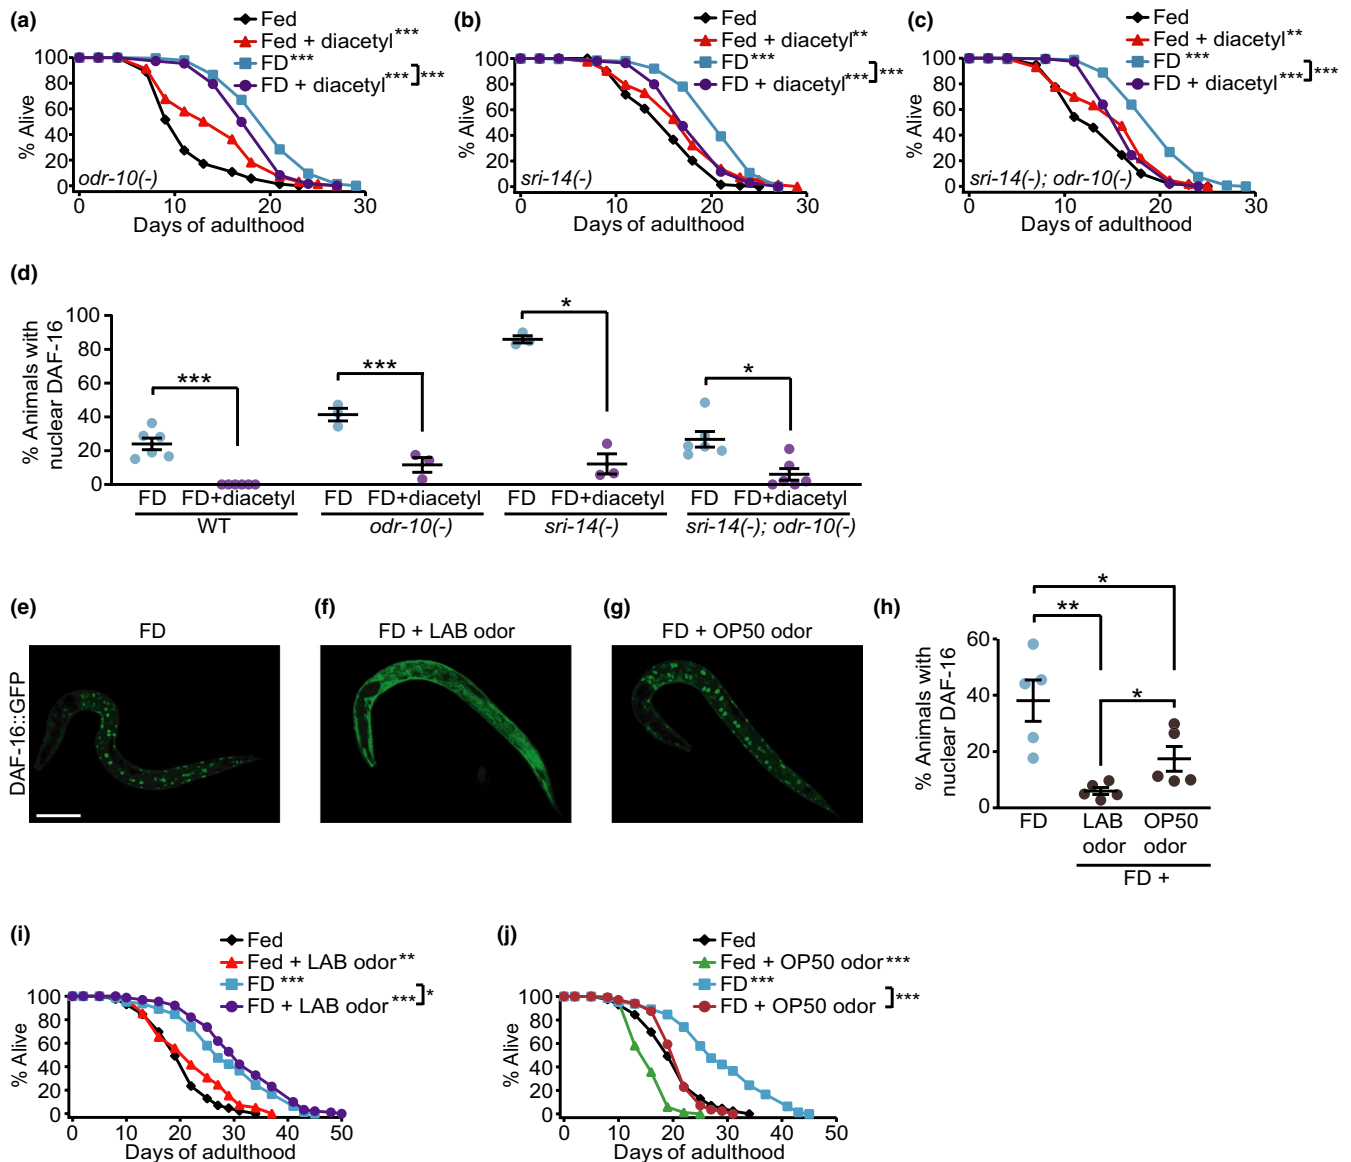 (a)
Fed
Fed + diacetyl***
FD***
FD + diacetyl*** ***
% Alive
100
80
60
40
20
0
odr-10(-)
0 10 20 30
Days of adulthood
(b)
Fed
Fed + diacetyl**
FD***
FD + diacetyl*** ***
% Alive
100
80
60
40
20
0
sri-14(-)
0 10 20 30
Days of adulthood
(c)
Fed
Fed + diacetyl**
FD***
FD + diacetyl*** ***
% Alive
100
80
60
40
20
0
sri-14(-); odr-10(-)
0 10 20 30
Days of adulthood
(d)
% Animals with
nuclear DAF-16
100
80
60
40
20
0
*** *** * *
FD FD+diacetyl FD FD+diacetyl FD FD+diacetyl FD FD+diacetyl
WT odr-10(-) sri-14(-) sri-14(-); odr-10(-)
(e)
FD
DAF-16::GFP
(f)
FD + LAB odor
(g)
FD + OP50 odor
(h)
% Animals with
nuclear DAF-16
60
40
20
0
*
**
*
FD LAB odor OP50 odor
FD +
(i)
Fed
Fed + LAB odor**
FD***
FD + LAB odor*** *
% Alive
100
80
60
40
20
0
0 10 20 30 40 50
Days of adulthood
(j)
Fed
Fed + OP50 odor***
FD***
FD + OP50 odor ***
% Alive
100
80
60
40
20
0
0 20 40 60
Days of adulthood